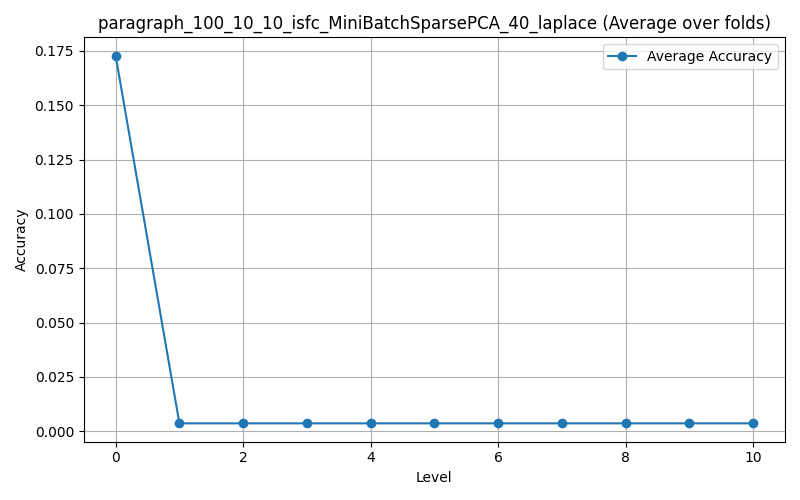 paragraph_100_10_10_isfc_MiniBatchSparsePCA_40_laplace (Average over folds)
Average Accuracy
0.175
0.150
0.125
0.100
0.075
0.050
0.025
0.000
Accuracy
0 2 4 6 8 10
Level